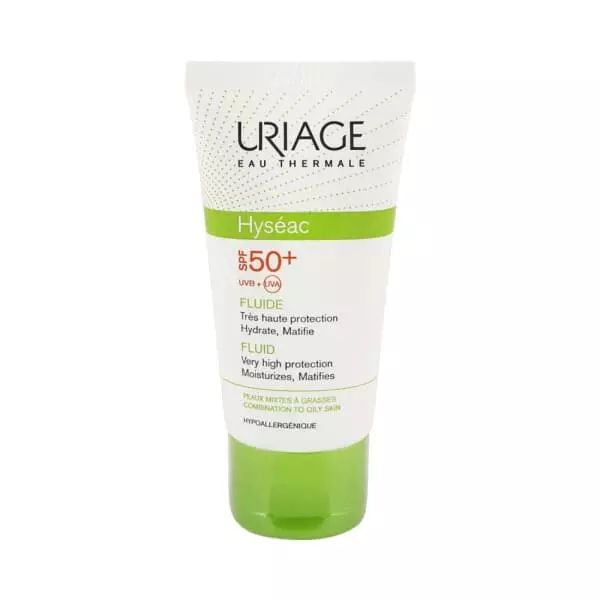 URIAGE
EAU THERMALE
Hyséac
SPF 50+
UVB + UVA
FLUIDE
Très haute protection
Hydrate, Matifie
FLUID
Very high protection
Moisturizes, Matifies
PEAUX MIXTES À GRASSES
COMBINATION TO OILY SKIN
HYPOALLERGÉNIQUE